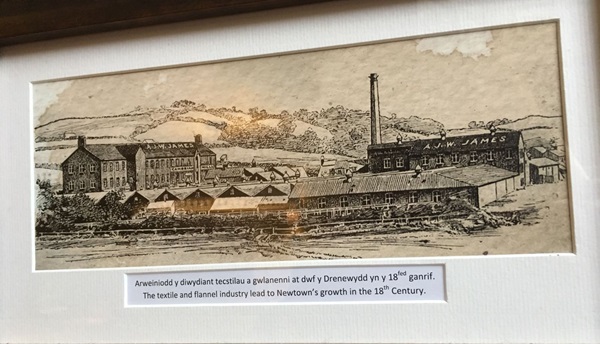 A.J.W. JAMES
A.J.W. JAMES
Arweiniodd y diwydiant tecstilau a gwlanenni at dwf y Drenewydd yn y 18fed ganrif.
The textile and flannel industry lead to Newtown's growth in the 18th Century.